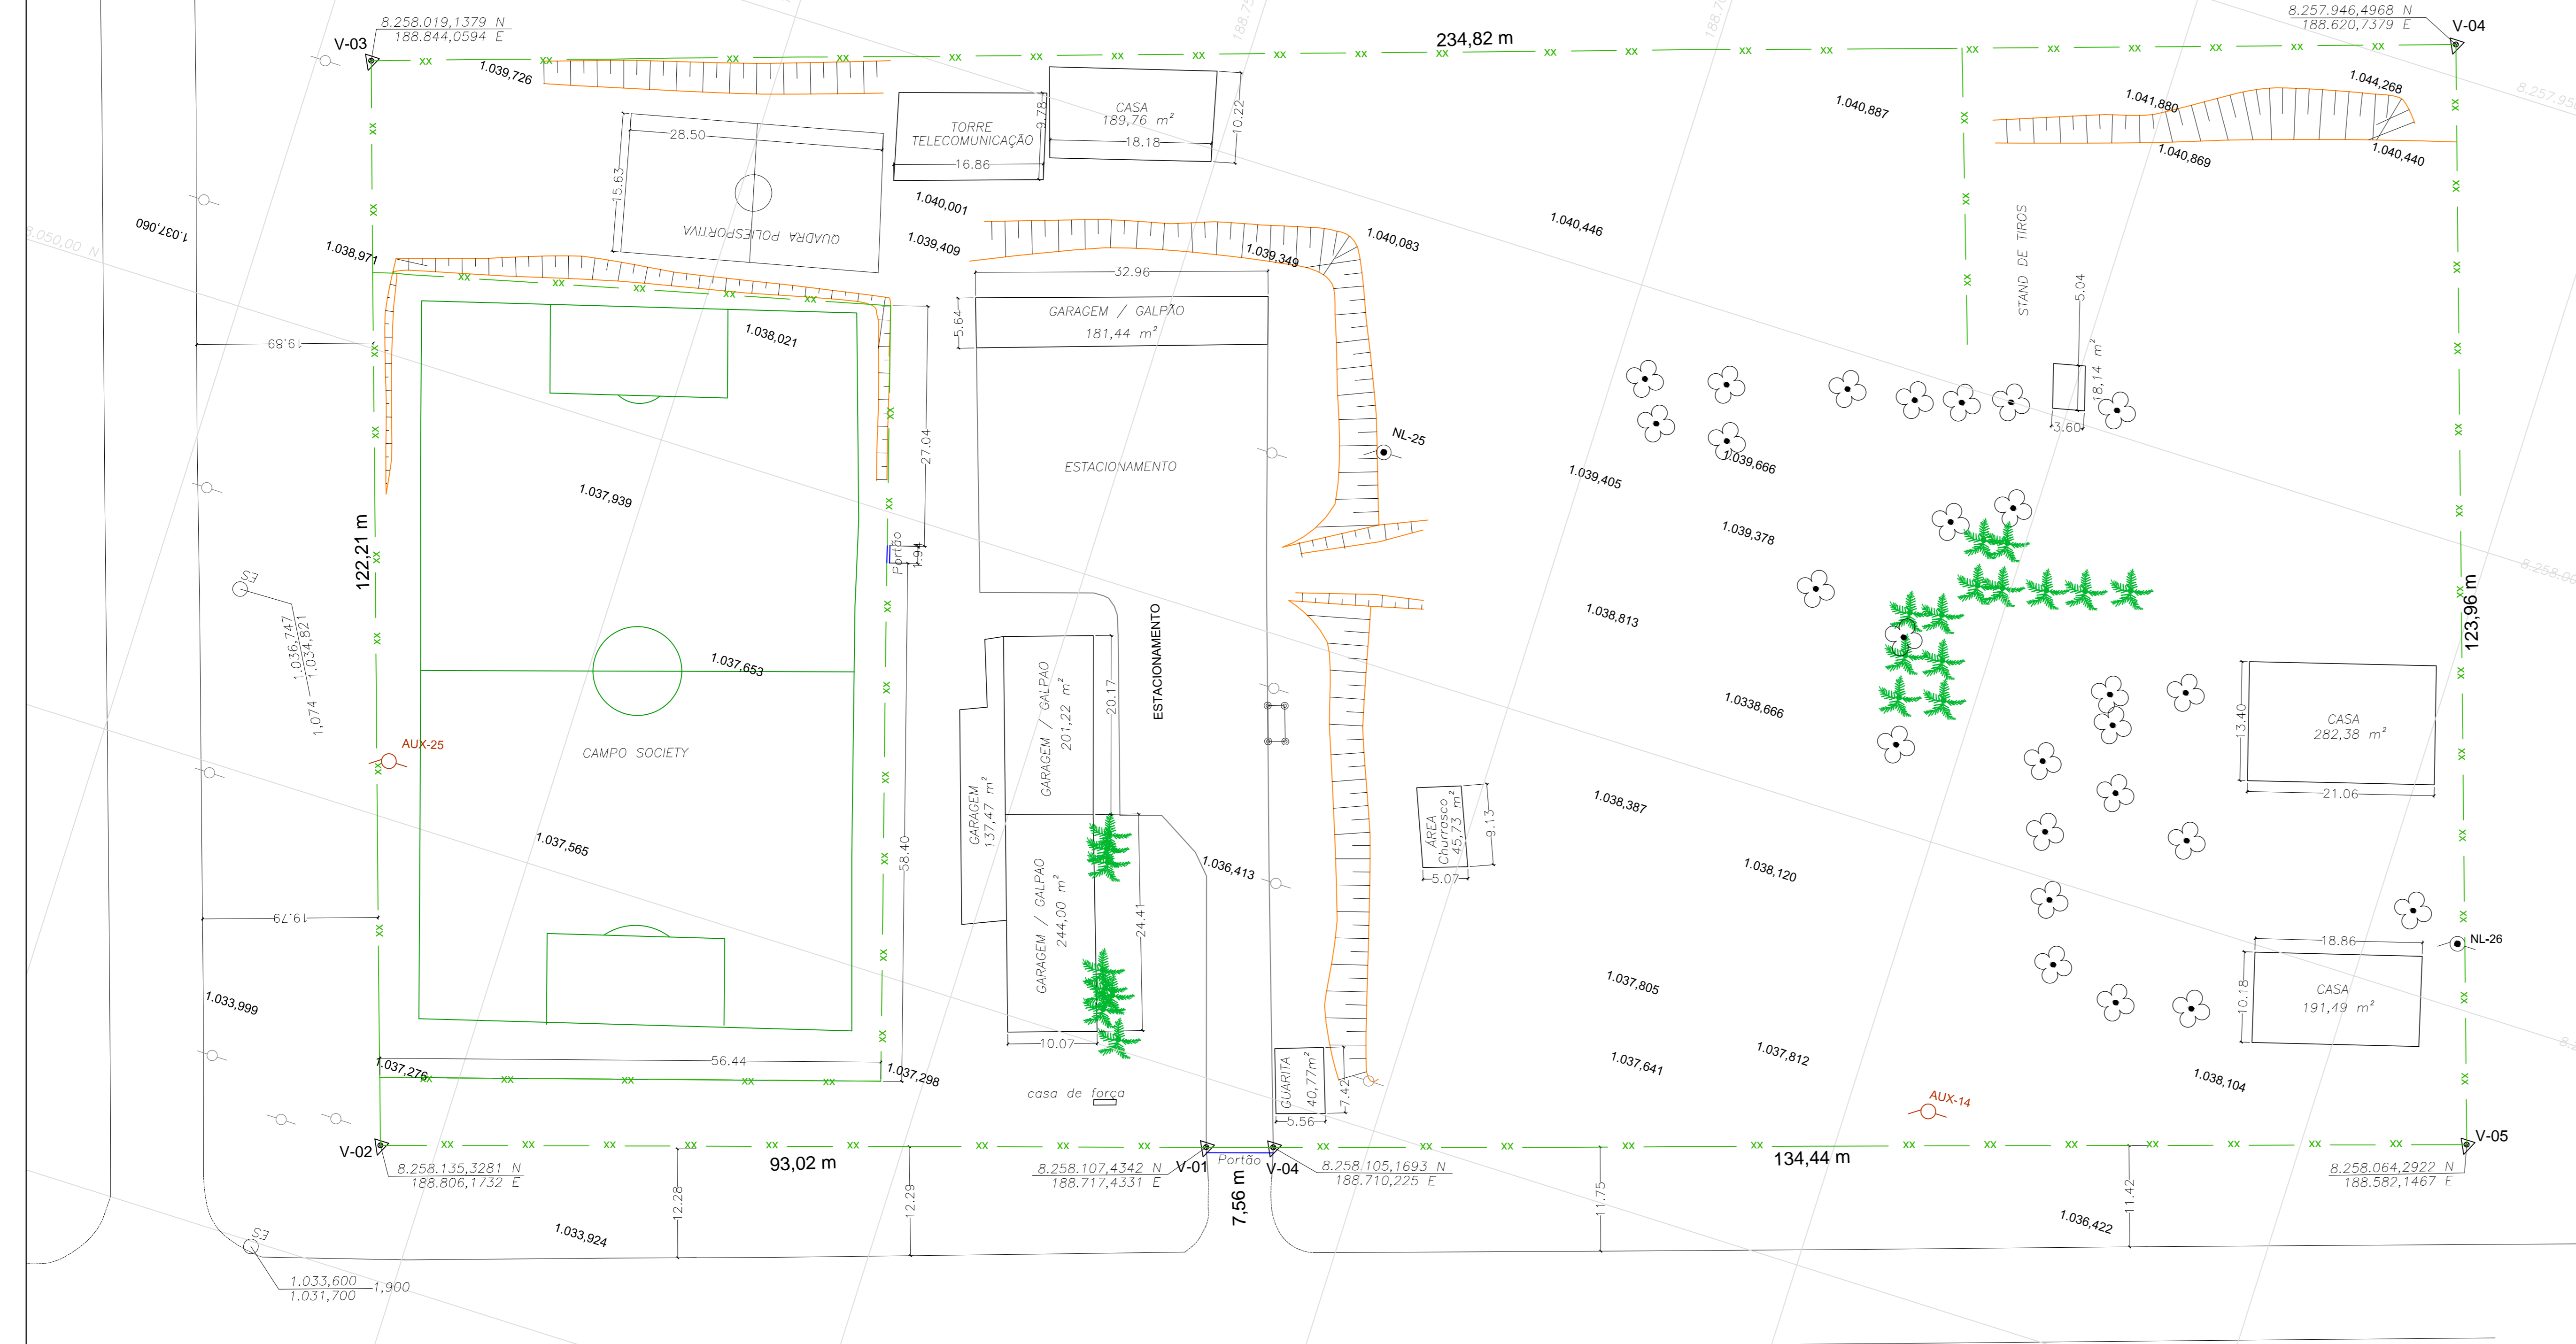 8.258.019,1379 N
188.844,0594 E
V-03
234,82 m
8.257.946,4968 N
188.620,7379 E
V-04
1.039,726
28.50
15.63
QUADRA POLIESPORTIVA
TORRE
TELECOMUNICAÇÃO
9.78
16.86
CASA
189,76 m²
18.18
10.22
1.040,887
1.041,880
1.044,268
1.040,869
1.040,440
8.050,00 N
1.037,060
1.038,971
1.040,001
1.039,409
1.039,349
1.040,083
1.040,446
STAND DE TIROS
5.04
18,14 m²
3.60
32.96
5.64
GARAGEM / GALPÃO
181,44 m²
19.89
1.038,021
27.04
ESTACIONAMENTO
NL-25
1.039,405
1.039,666
1.039,378
1.037,939
122,21 m
Portão
1.94
ES
1.036,747
1.034,821
1,074
1.038,813
123,96 m
1.037,653
CAMPO SOCIETY
AUX-25
GARAGEM / GALPAO
201,22 m²
20.17
ESTACIONAMENTO
1.0338,666
13.40
CASA
282,38 m²
21.06
GARAGEM
137,47 m²
58.40
1.037,565
GARAGEM / GALPAO
244,00 m²
24.41
10.07
1.036,413
ÁREA
Churrasco
45,73 m²
9.13
5.07
1.038,387
1.038,120
19.79
1.033,999
NL-26
18.86
10.18
CASA
191,49 m²
1.037,805
1.037,276
56.44
1.037,298
casa de força
GUARITA
40,77m²
7.42
5.56
1.037,641
1.037,812
1.038,104
AUX-14
V-02
8.258.135,3281 N
188.806,1732 E
93,02 m
8.258.107,4342 N
188.717,4331 E
V-01
Portão
V-04
8.258.105,1693 N
188.710,225 E
7,56 m
134,44 m
V-05
8.258.064,2922 N
188.582,1467 E
12.28
12.29
11.75
11.42
ES
1.033,924
1.036,422
1.033,600
1.031,700
1,900